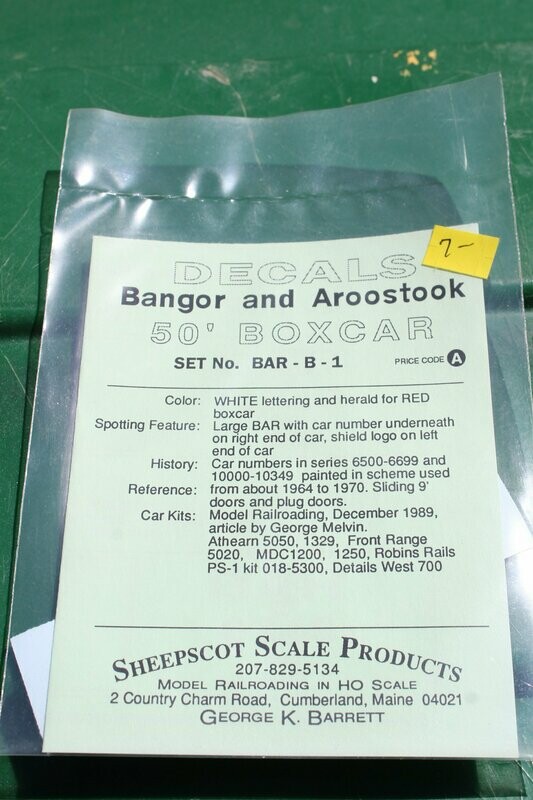 7-
DECALS
Bangor and Aroostook
50' BOXCAR
SET No. BAR - B - 1 PRICE CODE A
Color: WHITE lettering and herald for RED
boxcar
Spotting Feature: Large BAR with car number underneath
on right end of car, shield logo on left
end of car
History: Car numbers in series 6500-6699 and
10000-10349 painted in scheme used
Reference: from about 1964 to 1970. Sliding 9'
doors and plug doors.
Car Kits: Model Railroading, December 1989,
article by George Melvin.
Athearn 5050, 1329, Front Range
5020, MDC1200, 1250, Robins Rails
PS-1 kit 018-5300, Details West 700
SHEEPSCOT SCALE PRODUCTS
207-829-5134
MODEL RAILROADING IN HO SCALE
2 Country Charm Road, Cumberland, Maine 04021
GEORGE K. BARRETT